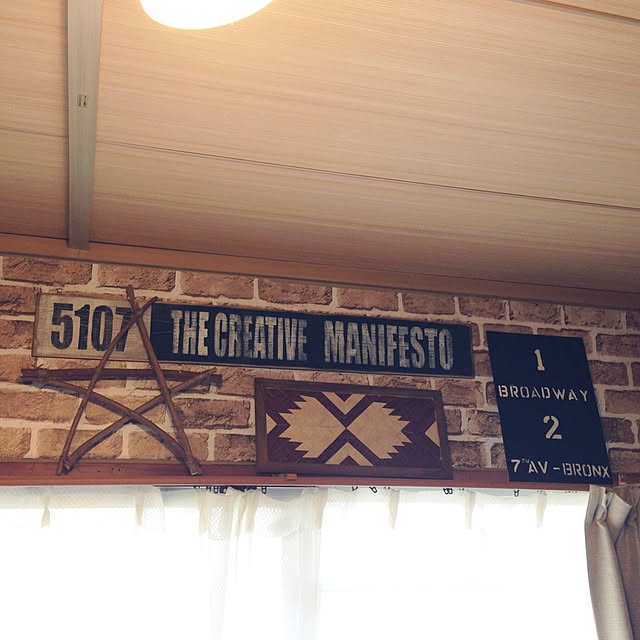 5107 THE CREATIVE MANIFESTO
1
BROADWAY
2
7TH AV-BRONX